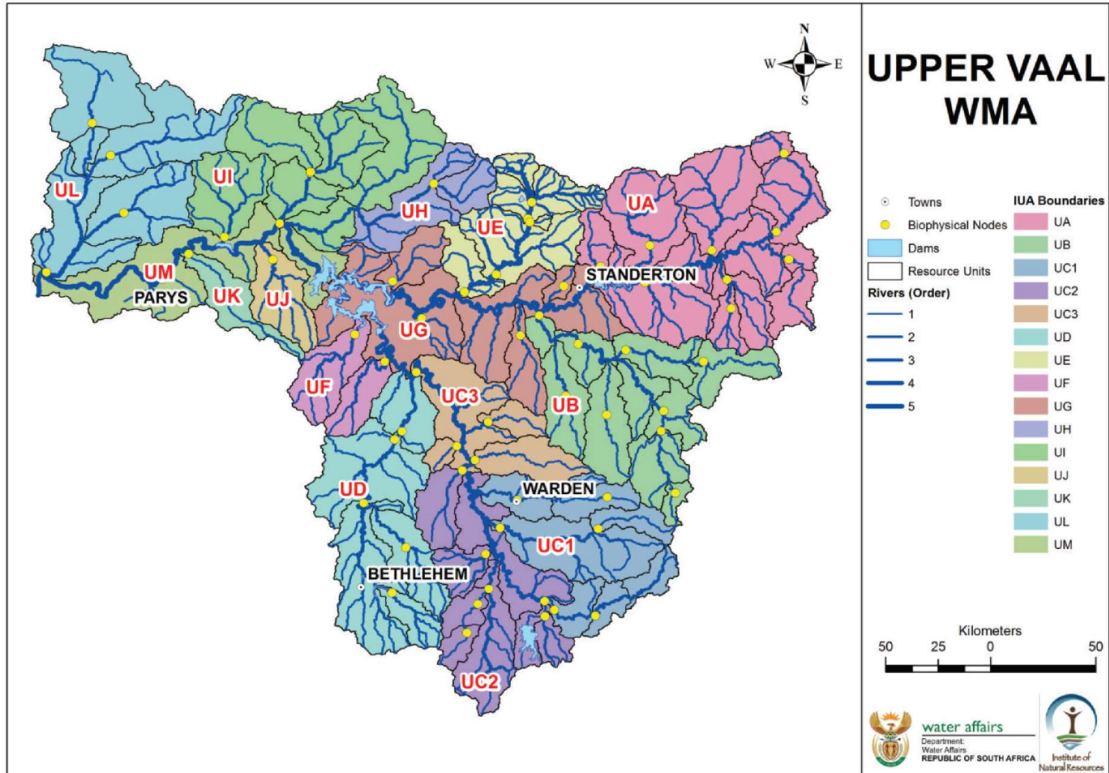 UPPER VAAL
WMA
N
W
E
S
UL
UI
UH
UE
UA
STANDERTON
UM
PARYS
UK
UJ
UG
UF
UC3
UB
UD
WARDEN
UC1
BETHLEHEM
UC2
Towns
Biophysical Nodes
Dams
Resource Units
Rivers (Order)
1
2
3
4
5
IUA Boundaries
UA
UB
UC1
UC2
UC3
UD
UE
UF
UG
UH
UI
UJ
UK
UL
UM
Kilometers
50 25 0 50
water affairs
Department:
Water Affairs
REPUBLIC OF SOUTH AFRICA
Institute of
Natural Resources